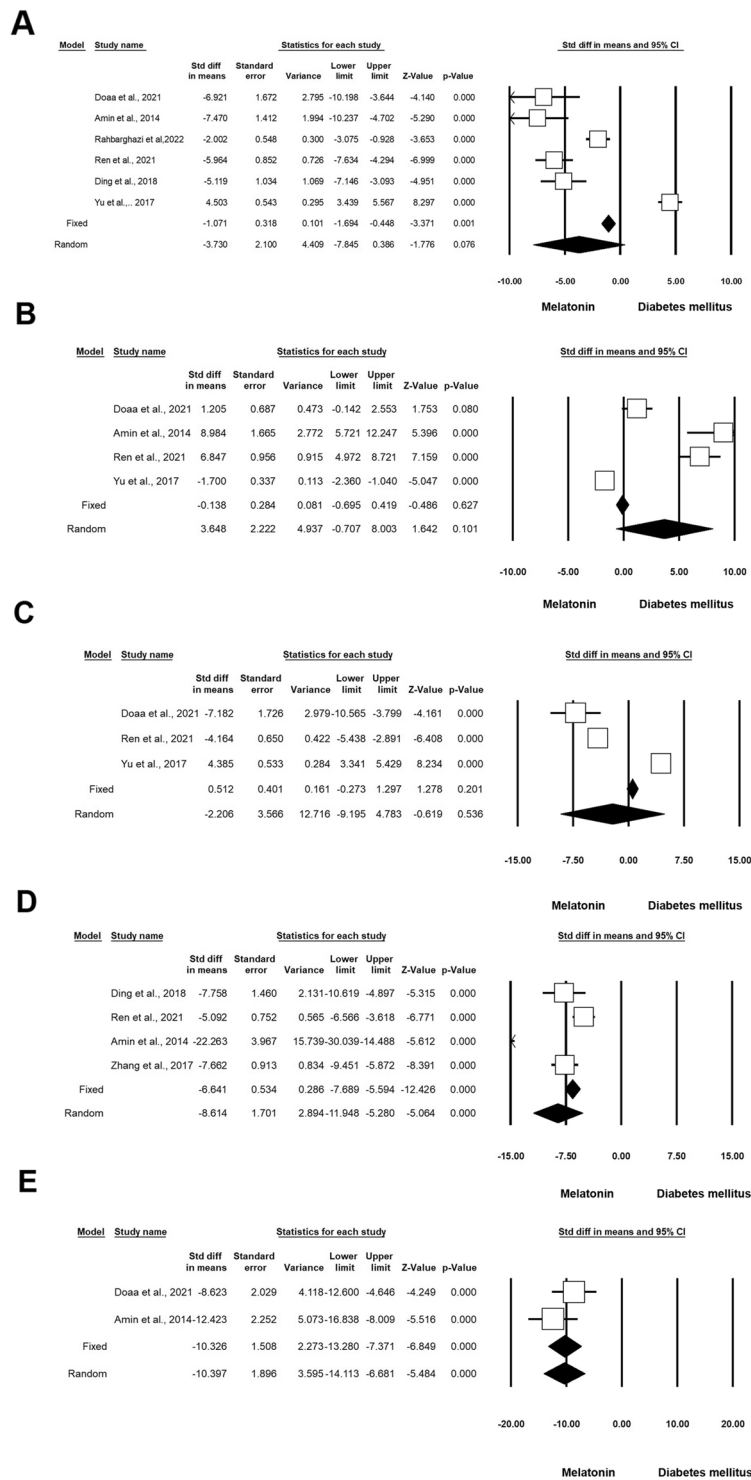 A
Model Study name Statistics for each study Std diff in means and 95% CI
Std diff Standard Lower Upper
in means error Variance limit limit Z-Value p-Value
Doaa et al., 2021 -6.921 1.672 2.795 -10.198 -3.644 -4.140 0.000
Amin et al., 2014 -7.470 1.412 1.994 -10.237 -4.702 -5.290 0.000
Rahbarghazi et al,2022 -2.002 0.548 0.300 -3.075 -0.928 -3.653 0.000
Ren et al., 2021 -5.964 0.852 0.726 -7.634 -4.294 -6.999 0.000
Ding et al., 2018 -5.119 1.034 1.069 -7.146 -3.093 -4.951 0.000
Yu et al.,.. 2017 4.503 0.543 0.295 3.439 5.567 8.297 0.000
Fixed -1.071 0.318 0.101 -1.694 -0.448 -3.371 0.001
Random -3.730 2.100 4.409 -7.845 0.386 -1.776 0.076
-10.00 -5.00 0.00 5.00 10.00
Melatonin Diabetes mellitus
B
Model Study name Statistics for each study Std diff in means and 95% CI
Std diff Standard Lower Upper
in means error Variance limit limit Z-Value p-Value
Doaa et al., 2021 1.205 0.687 0.473 -0.142 2.553 1.753 0.080
Amin et al., 2014 8.984 1.665 2.772 5.721 12.247 5.396 0.000
Ren et al., 2021 6.847 0.956 0.915 4.972 8.721 7.159 0.000
Yu et al., 2017 -1.700 0.337 0.113 -2.360 -1.040 -5.047 0.000
Fixed -0.138 0.284 0.081 -0.695 0.419 -0.486 0.627
Random 3.648 2.222 4.937 -0.707 8.003 1.642 0.101
-10.00 -5.00 0.00 5.00 10.00
Melatonin Diabetes mellitus
C
Model Study name Statistics for each study Std diff in means and 95% CI
Std diff Standard Lower Upper
in means error Variance limit limit Z-Value p-Value
Doaa et al., 2021 -7.182 1.726 2.979 -10.565 -3.799 -4.161 0.000
Ren et al., 2021 -4.164 0.650 0.422 -5.438 -2.891 -6.408 0.000
Yu et al., 2017 4.385 0.533 0.284 3.341 5.429 8.234 0.000
Fixed 0.512 0.401 0.161 -0.273 1.297 1.278 0.201
Random -2.206 3.566 12.716 -9.195 4.783 -0.619 0.536
-15.00 -7.50 0.00 7.50 15.00
Melatonin Diabetes mellitus
D
Model Study name Statistics for each study Std diff in means and 95% CI
Std diff Standard Lower Upper
in means error Variance limit limit Z-Value p-Value
Ding et al., 2018 -7.758 1.460 2.131 -10.619 -4.897 -5.315 0.000
Ren et al., 2021 -5.092 0.752 0.565 -6.566 -3.618 -6.771 0.000
Amin et al., 2014 -22.263 3.967 15.739 -30.039 -14.488 -5.612 0.000
Zhang et al., 2017 -7.662 0.913 0.834 -9.451 -5.872 -8.391 0.000
Fixed -6.641 0.534 0.286 -7.689 -5.594 -12.426 0.000
Random -8.614 1.701 2.894 -11.948 -5.280 -5.064 0.000
-15.00 -7.50 0.00 7.50 15.00
Melatonin Diabetes mellitus
E
Model Study name Statistics for each study Std diff in means and 95% CI
Std diff Standard Lower Upper
in means error Variance limit limit Z-Value p-Value
Doaa et al., 2021 -8.623 2.029 4.118 -12.600 -4.646 -4.249 0.000
Amin et al., 2014 -12.423 2.252 5.073 -16.838 -8.009 -5.516 0.000
Fixed -10.326 1.508 2.273 -13.280 -7.371 -6.849 0.000
Random -10.397 1.896 3.595 -14.113 -6.681 -5.484 0.000
-20.00 -10.00 0.00 10.00 20.00
Melatonin Diabetes mellitus